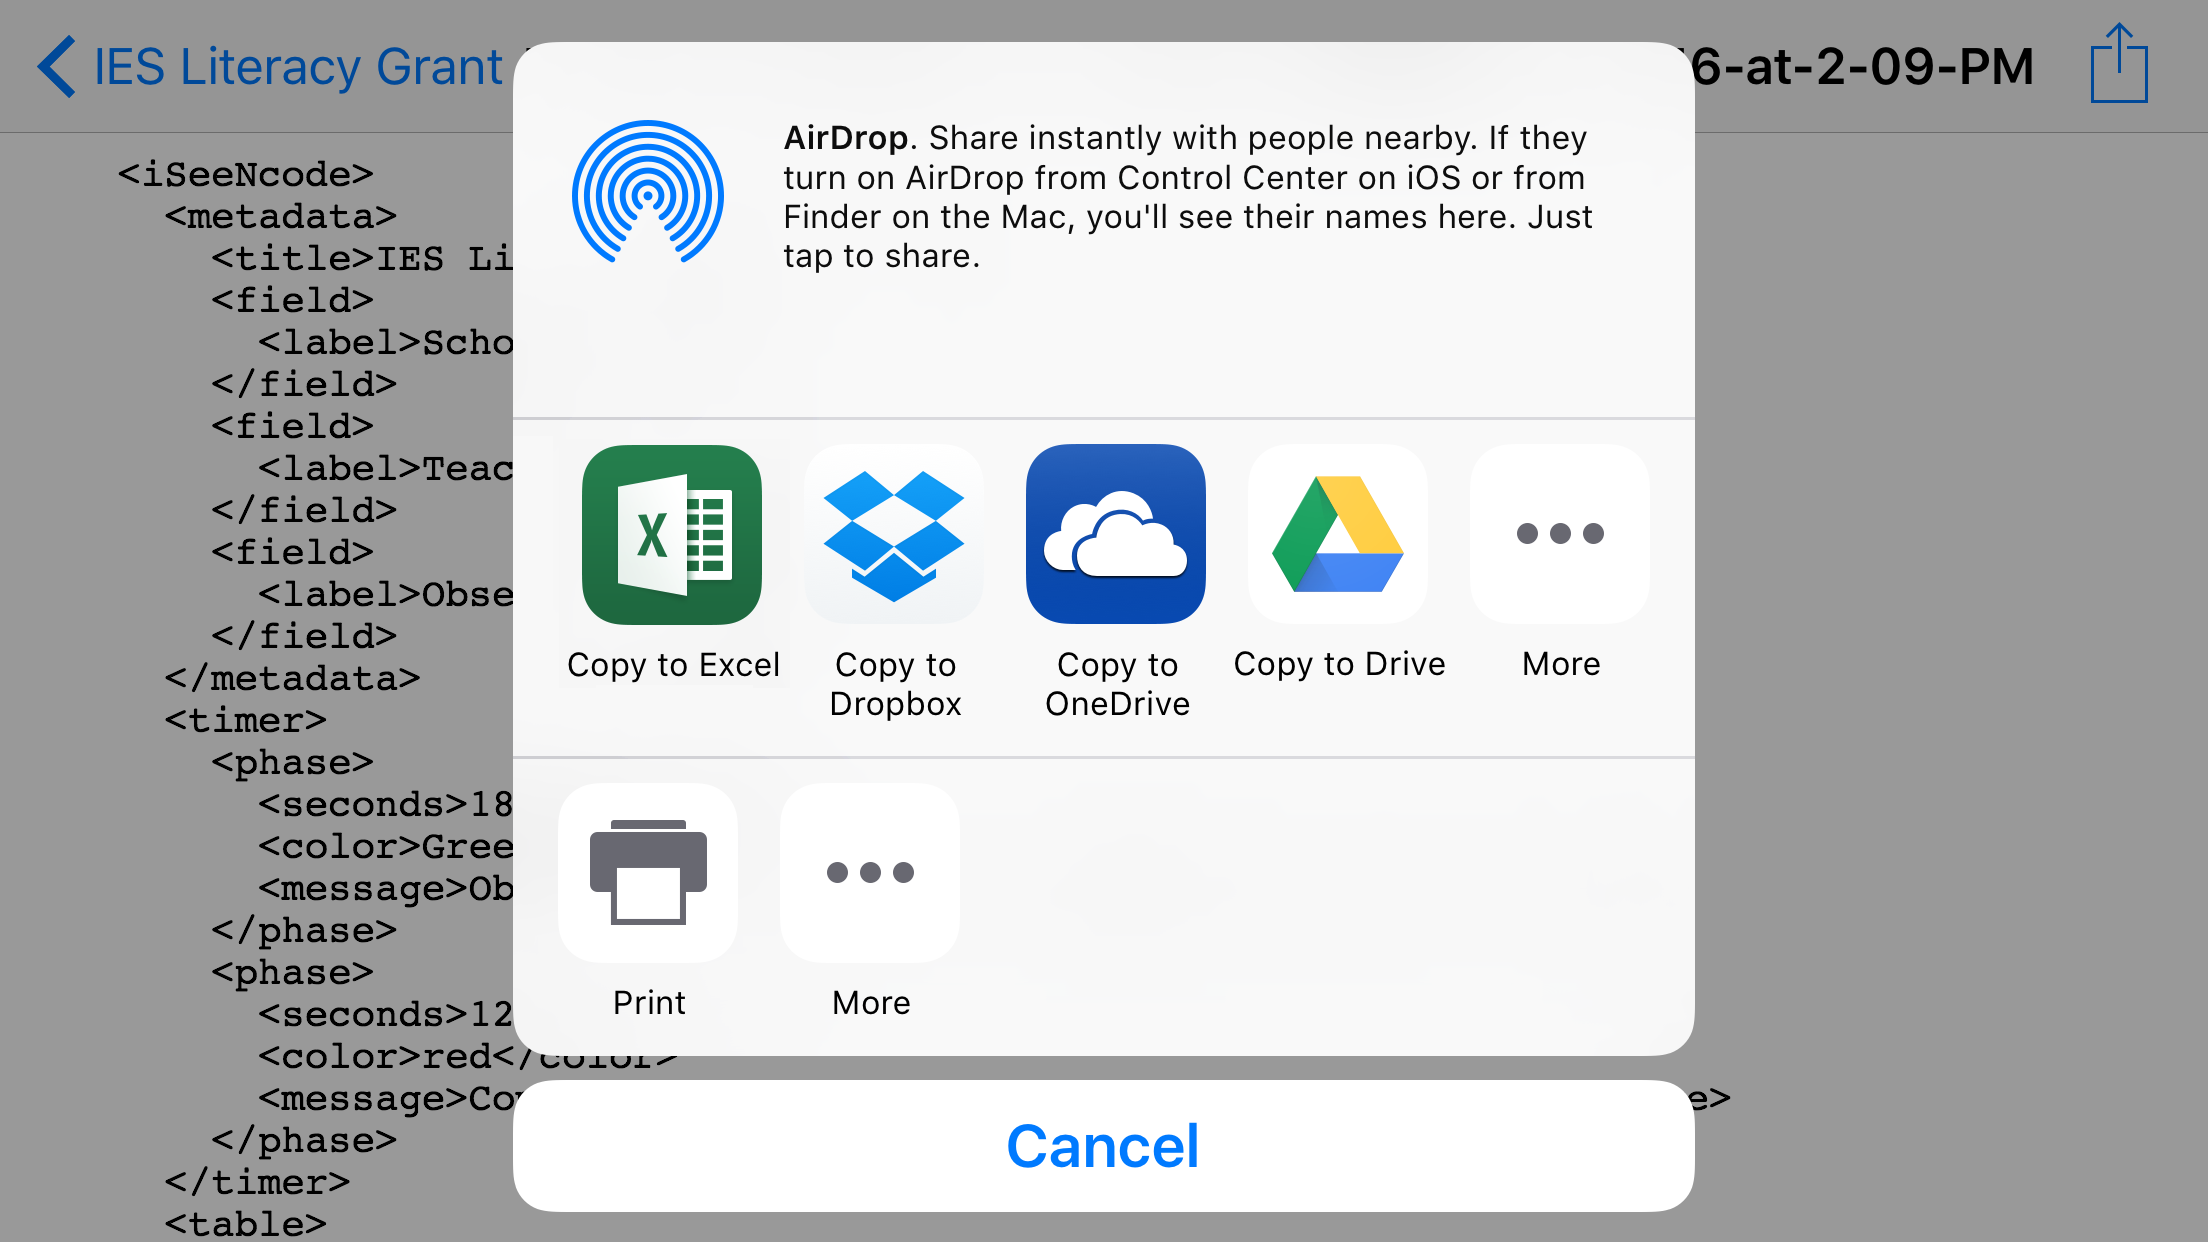 IES Literacy Grant
6-at-2-09-PM
<iSeeNcode>
<metadata>
<title>IES Li
<field>
<label>Scho
</field>
<field>
<label>Teac
</field>
<field>
<label>Obse
</field>
</metadata>
<timer>
<phase>
<seconds>18
<color>Gree
<message>Ob
</phase>
<phase>
<seconds>12
<color>red</color>
<message>Co
e>
</phase>
</timer>
<table>
AirDrop. Share instantly with people nearby. If they
turn on AirDrop from Control Center on iOS or from
Finder on the Mac, you'll see their names here. Just
tap to share.
X
Copy to Excel
Copy to
Dropbox
Copy to
OneDrive
Copy to Drive
More
Print
More
Cancel